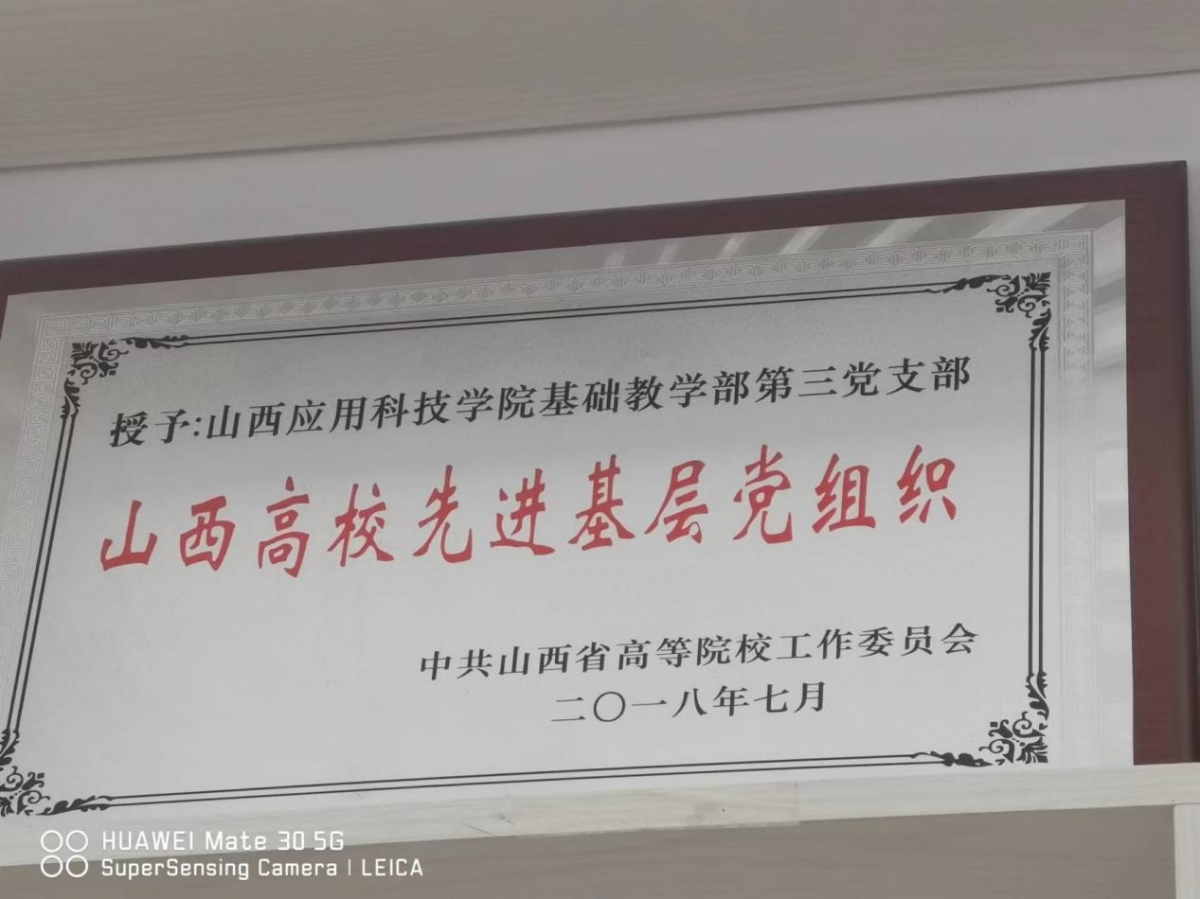 授予:山西应用科技学院基础教学部第三党支部
山西高校先进基层党组织
中共山西省高等院校工作委员会
二〇一八年七月
HUAWEI Mate 30 5G
SuperSensing Camera | LEICA